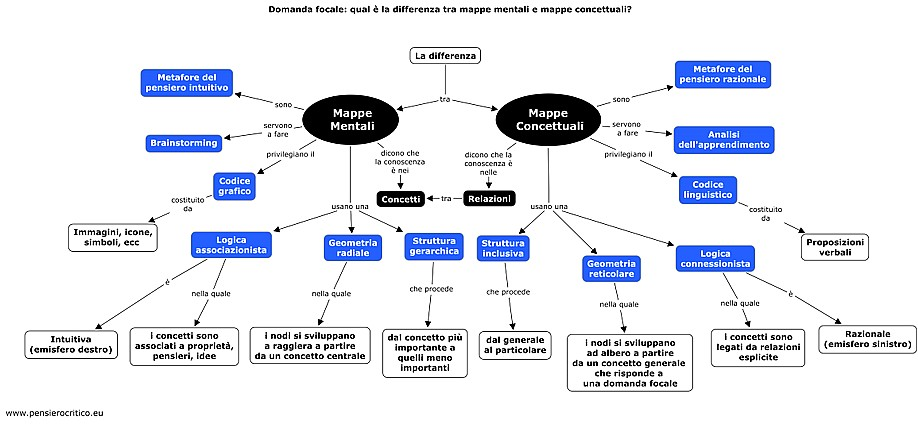 Domanda focale: qual è la differenza tra mappe mentali e mappe concettuali?
La differenza
tra
Mappe
Mentali
Mappe
Concettuali
sono
Metafore del
pensiero intuitivo
servono
a fare
Brainstorming
privilegiano il
Codice
grafico
costituito
da
Immagini, icone,
simboli, ecc
dicono che
la conoscenza
è nei
Concetti
tra
Relazioni
dicono che la
conoscenza è
nelle
sono
Metafore del
pensiero razionale
servono
a fare
Analisi
dell'apprendimento
privilegiano il
Codice
linguistico
costituito
da
Proposizioni
verbali
usano una
Logica
associazionista
Geometria
radiale
Struttura
gerarchica
usano una
Struttura
inclusiva
Geometria
reticolare
Logica
connessionista
è
Intuitiva
(emisfero destro)
nella quale
i concetti sono
associati a proprietà,
pensieri, idee
nella quale
i nodi si sviluppano
a raggiera a partire
da un concetto centrale
che procede
dal concetto più
importante a
quelli meno
importanti
che procede
dal generale
al particolare
nella quale
i nodi si sviluppano
ad albero a partire
da un concetto generale
che risponde a
una domanda focale
nella quale
i concetti sono
legati da relazioni
esplicite
è
Razionale
(emisfero sinistro)
www.pensierocritico.eu